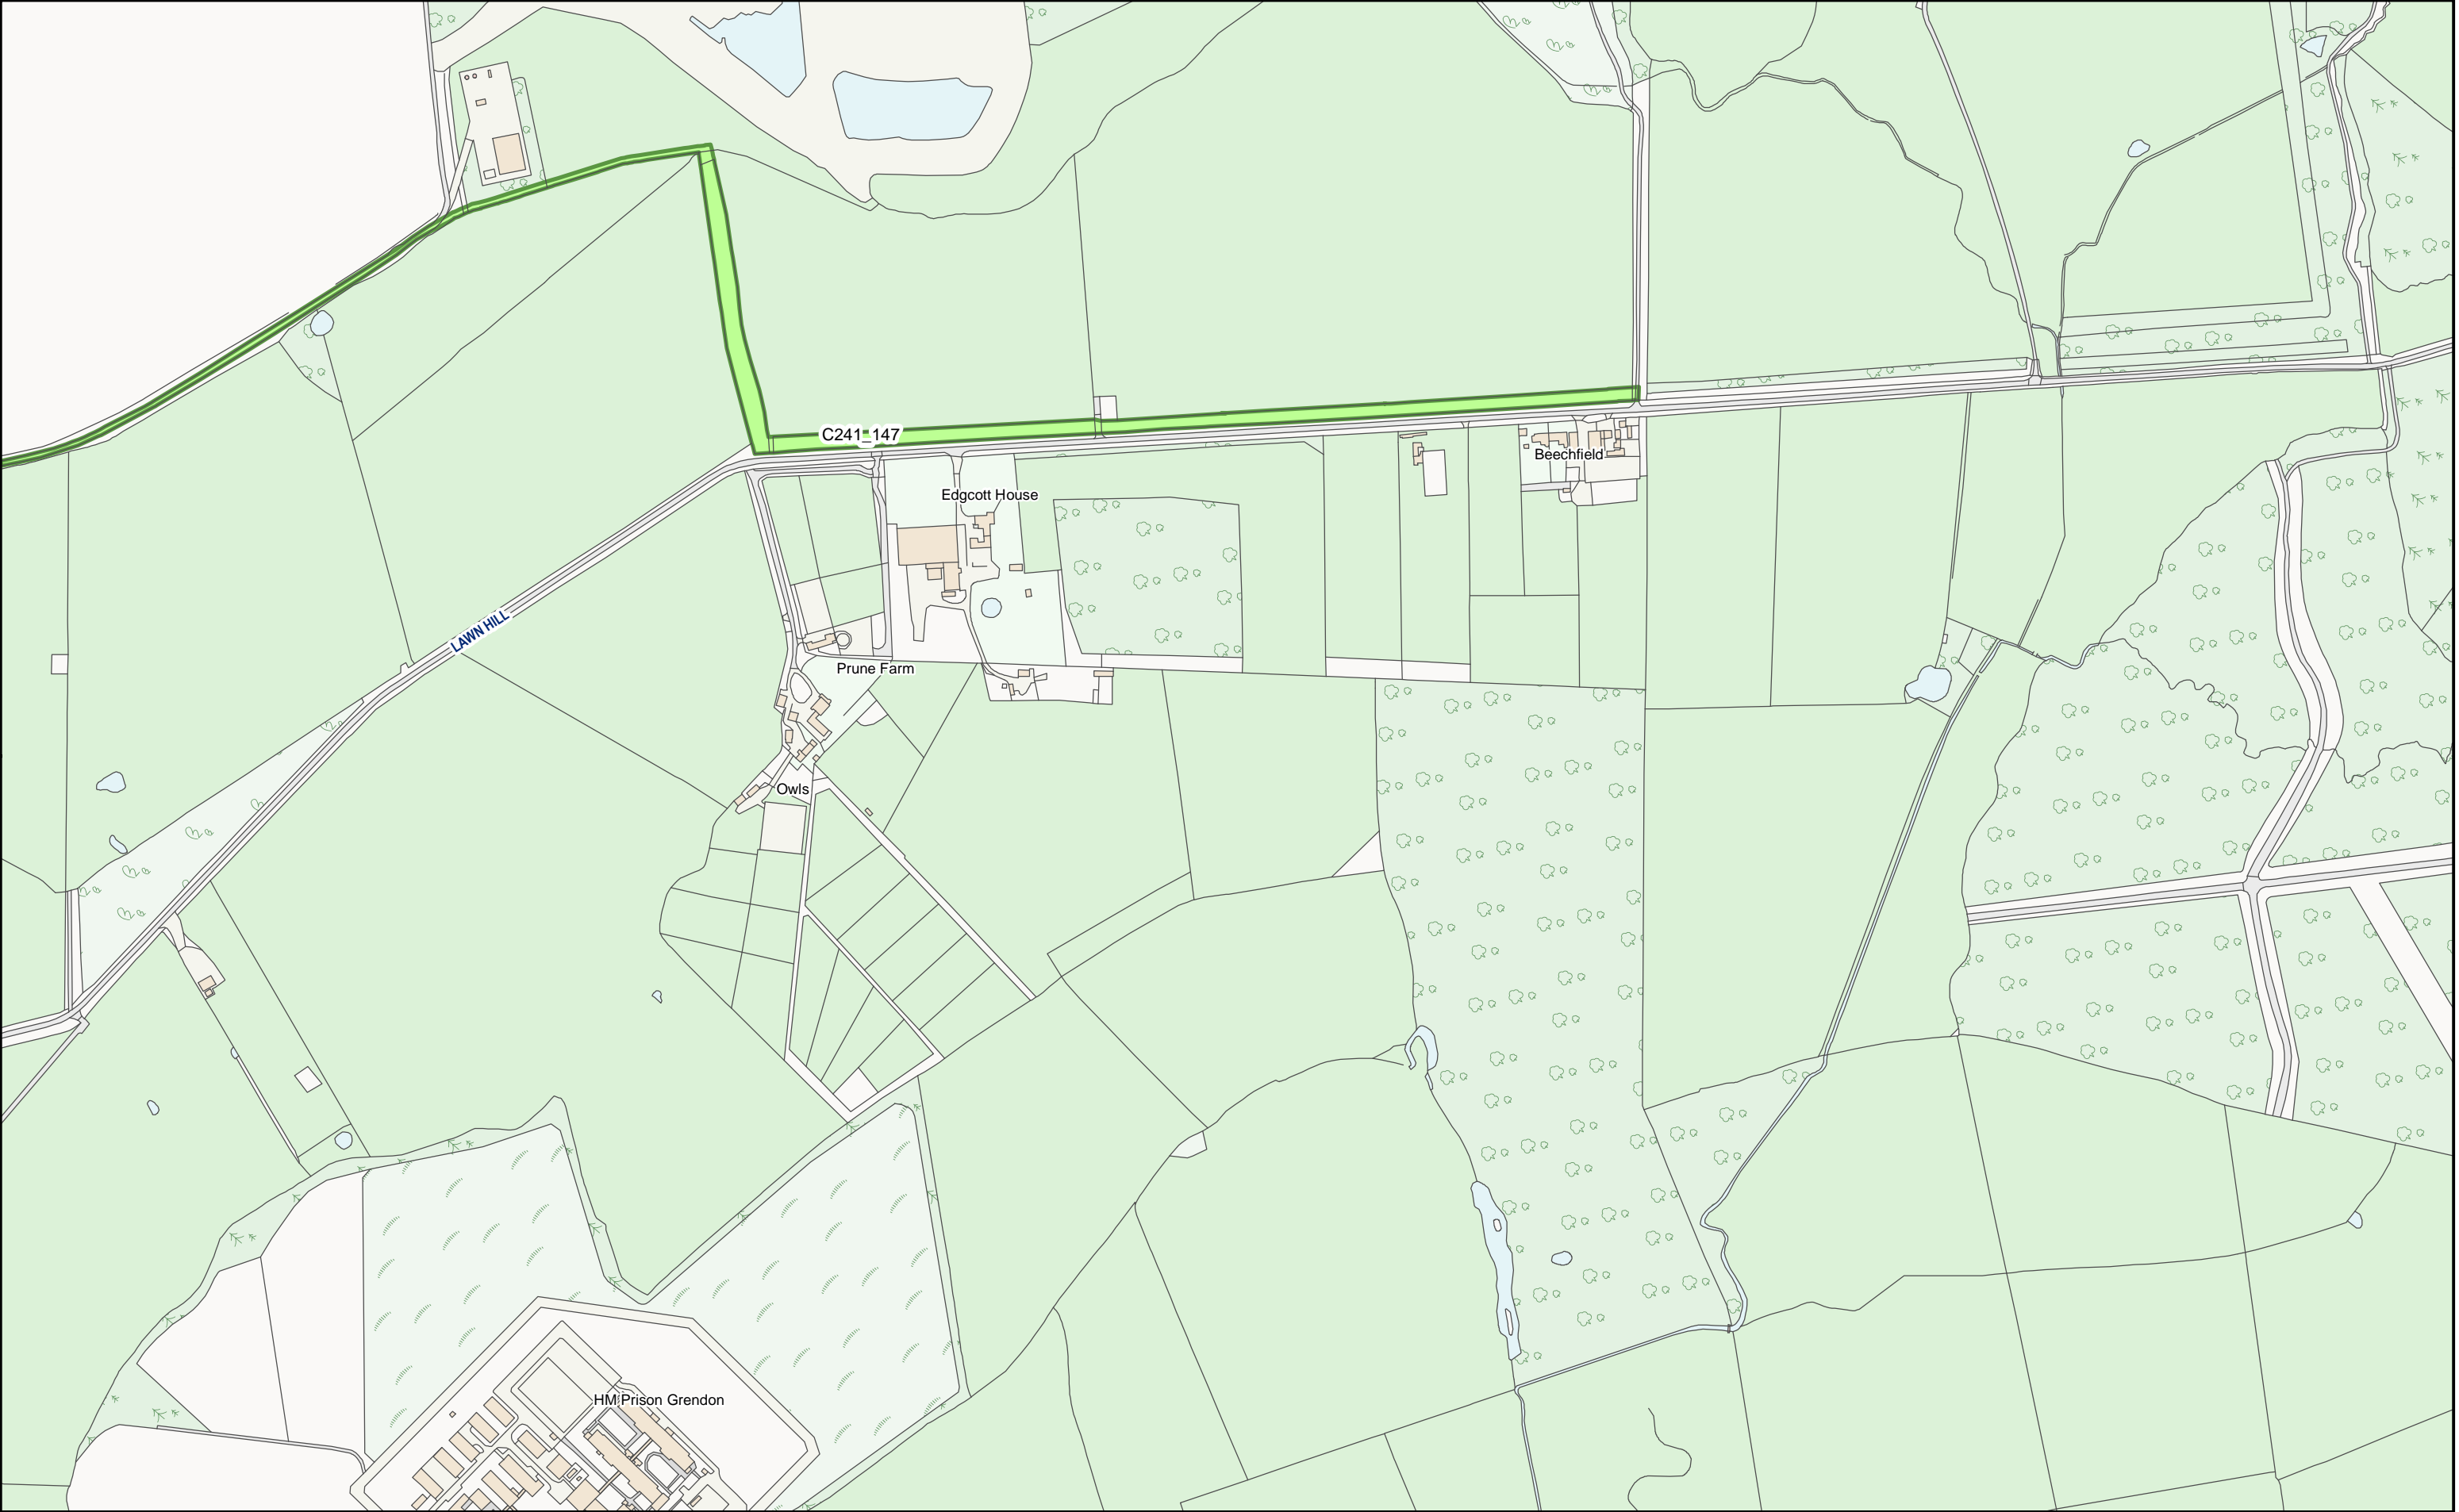 C241_147
Beechfield
Edgcott House
LAWN HILL
Prune Farm
Owls
HM Prison Grendon